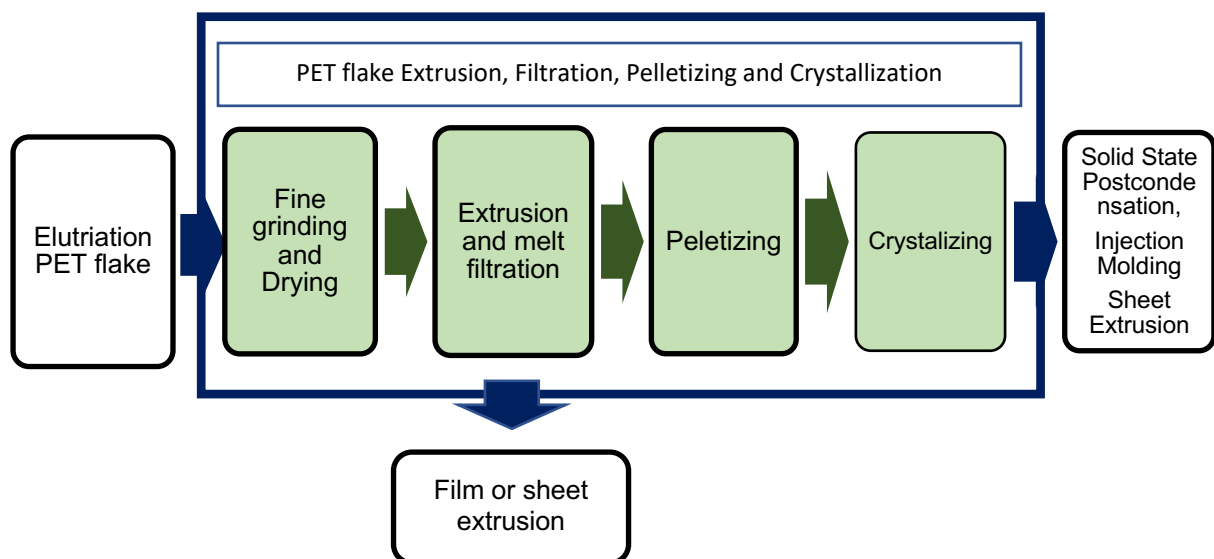 PET flake Extrusion, Filtration, Pelletizing and Crystallization
Elutriation
PET flake
Fine
grinding
and
Drying
Extrusion
and melt
filtration
Peletizing
Crystalizing
Solid State
Postconde
nsation,
Injection
Molding
Sheet
Extrusion
Film or sheet
extrusion